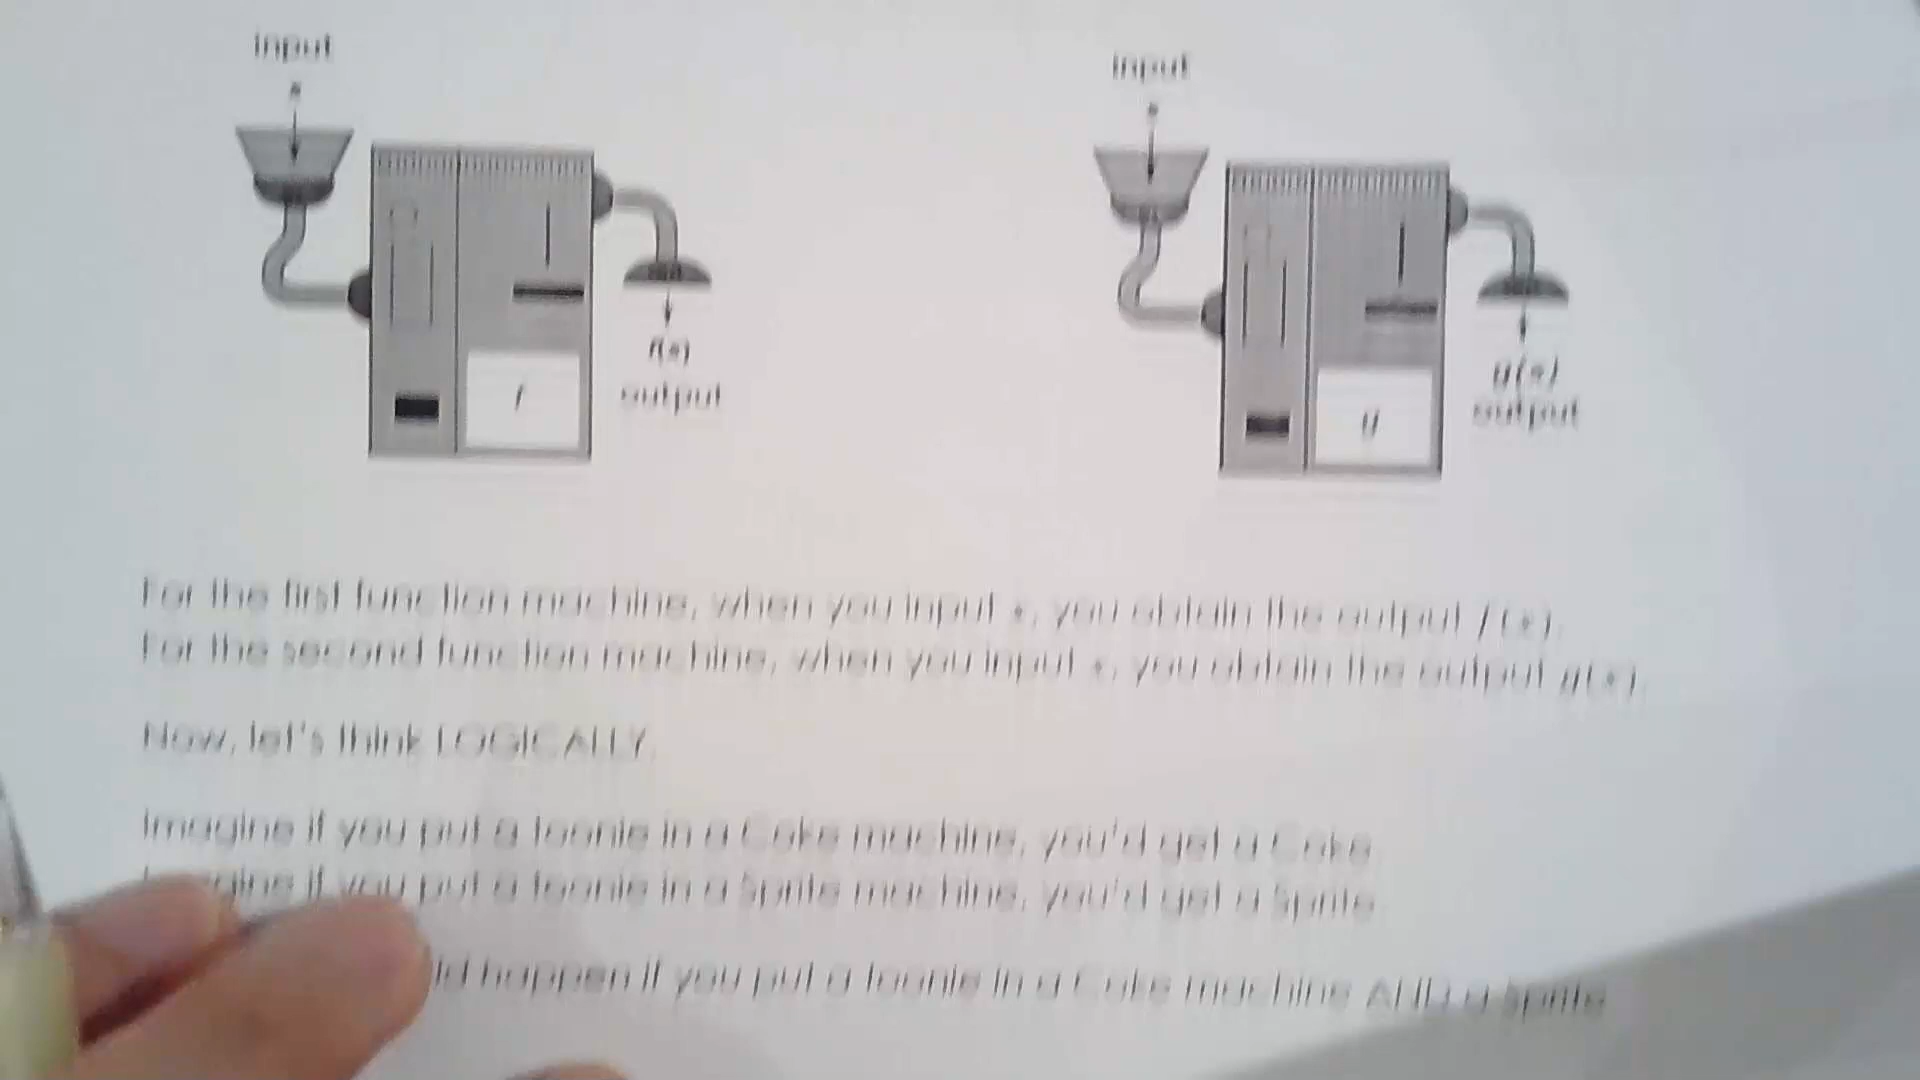 input
x
input
x
f(x)
output
g(x)
output
f
g
For the first function machine, when you input x, you obtain the output f(x).
For the second function machine, when you input x, you obtain the output g(x).
Now, let's think LOGICALLY.
Imagine if you put a toonie in a Coke machine, you'd get a Coke.
if you put a toonie in a Sprite machine, you'd get a Sprite.
happen if you put a toonie in a Coke machine AND a Sprite